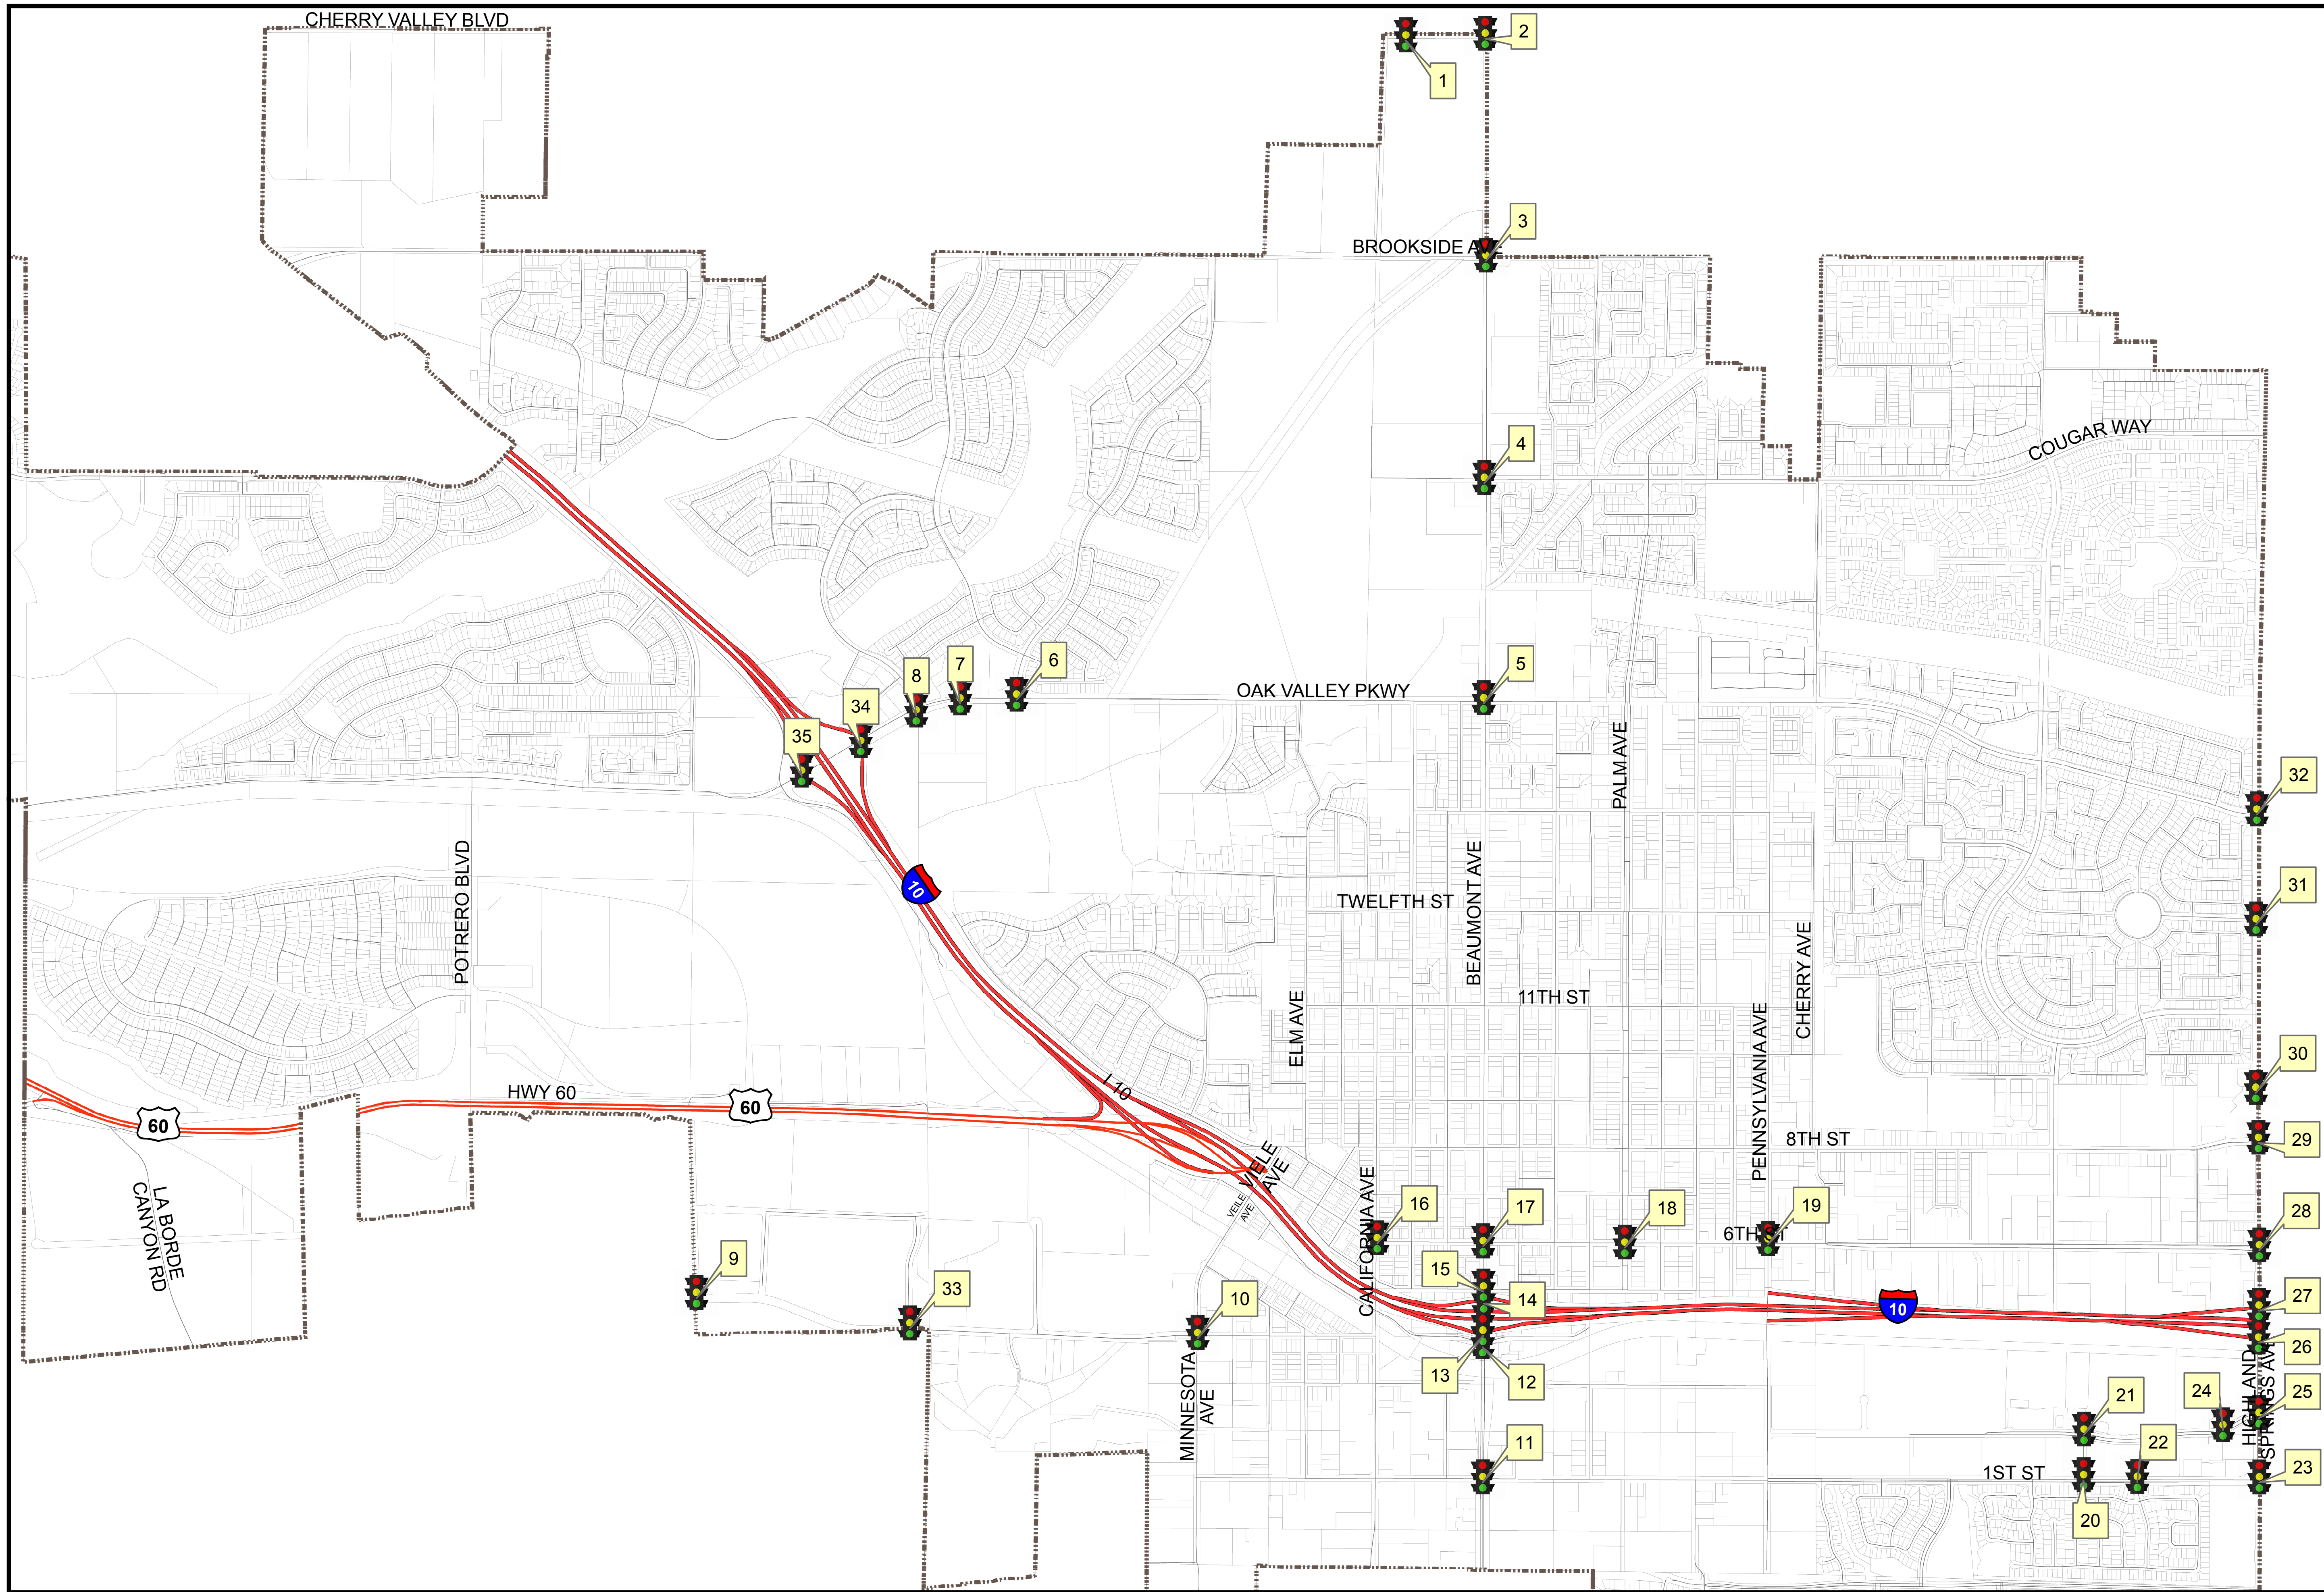 CHERRY VALLEY BLVD
2
1
3
BROOKSIDE AVE
4
COUGAR WAY
6
7
5
8
OAK VALLEY PKWY
34
35
PALM AVE
32
POTRERO BLVD
BEAUMONT AVE
10
31
TWELFTH ST
CHERRY AVE
11TH ST
ELM AVE
PENNSYLVANIA AVE
30
I 10
HWY 60
60
60
8TH ST
29
VIELE
AVE
VEILE
AVE
LA BORDE
CANYON RD
CALIFORNIA AVE
16
17
18
19
6TH ST
28
9
15
33
10
14
10
27
13
12
26
MINNESOTA
AVE
HIGHLAND
SPRINGS AVE
21
24
25
11
22
1ST ST
23
20